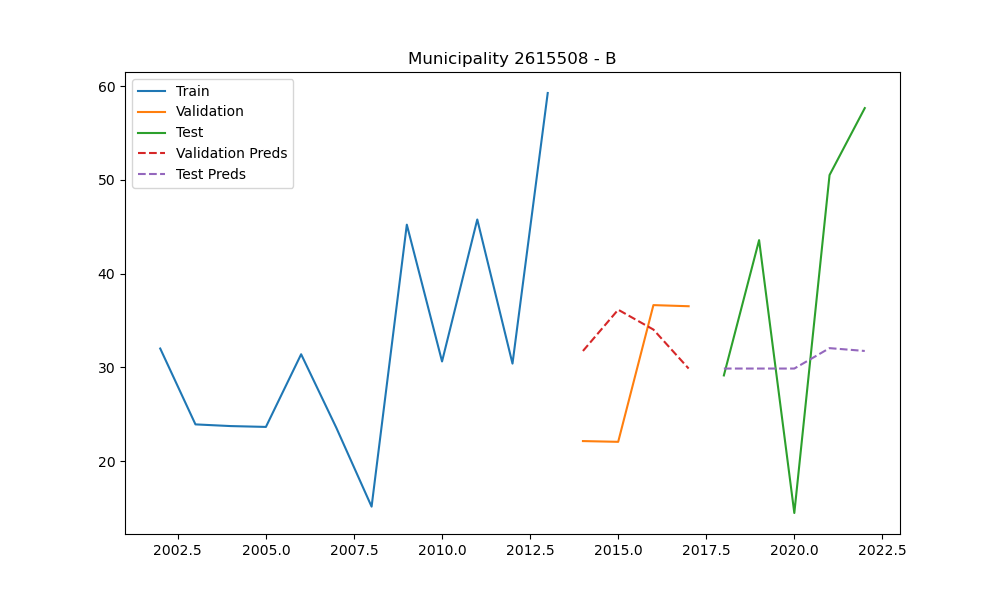 Municipality 2615508 - B
Train
Validation
Test
Validation Preds
Test Preds
60
50
40
30
20
2002.5 2005.0 2007.5 2010.0 2012.5 2015.0 2017.5 2020.0 2022.5